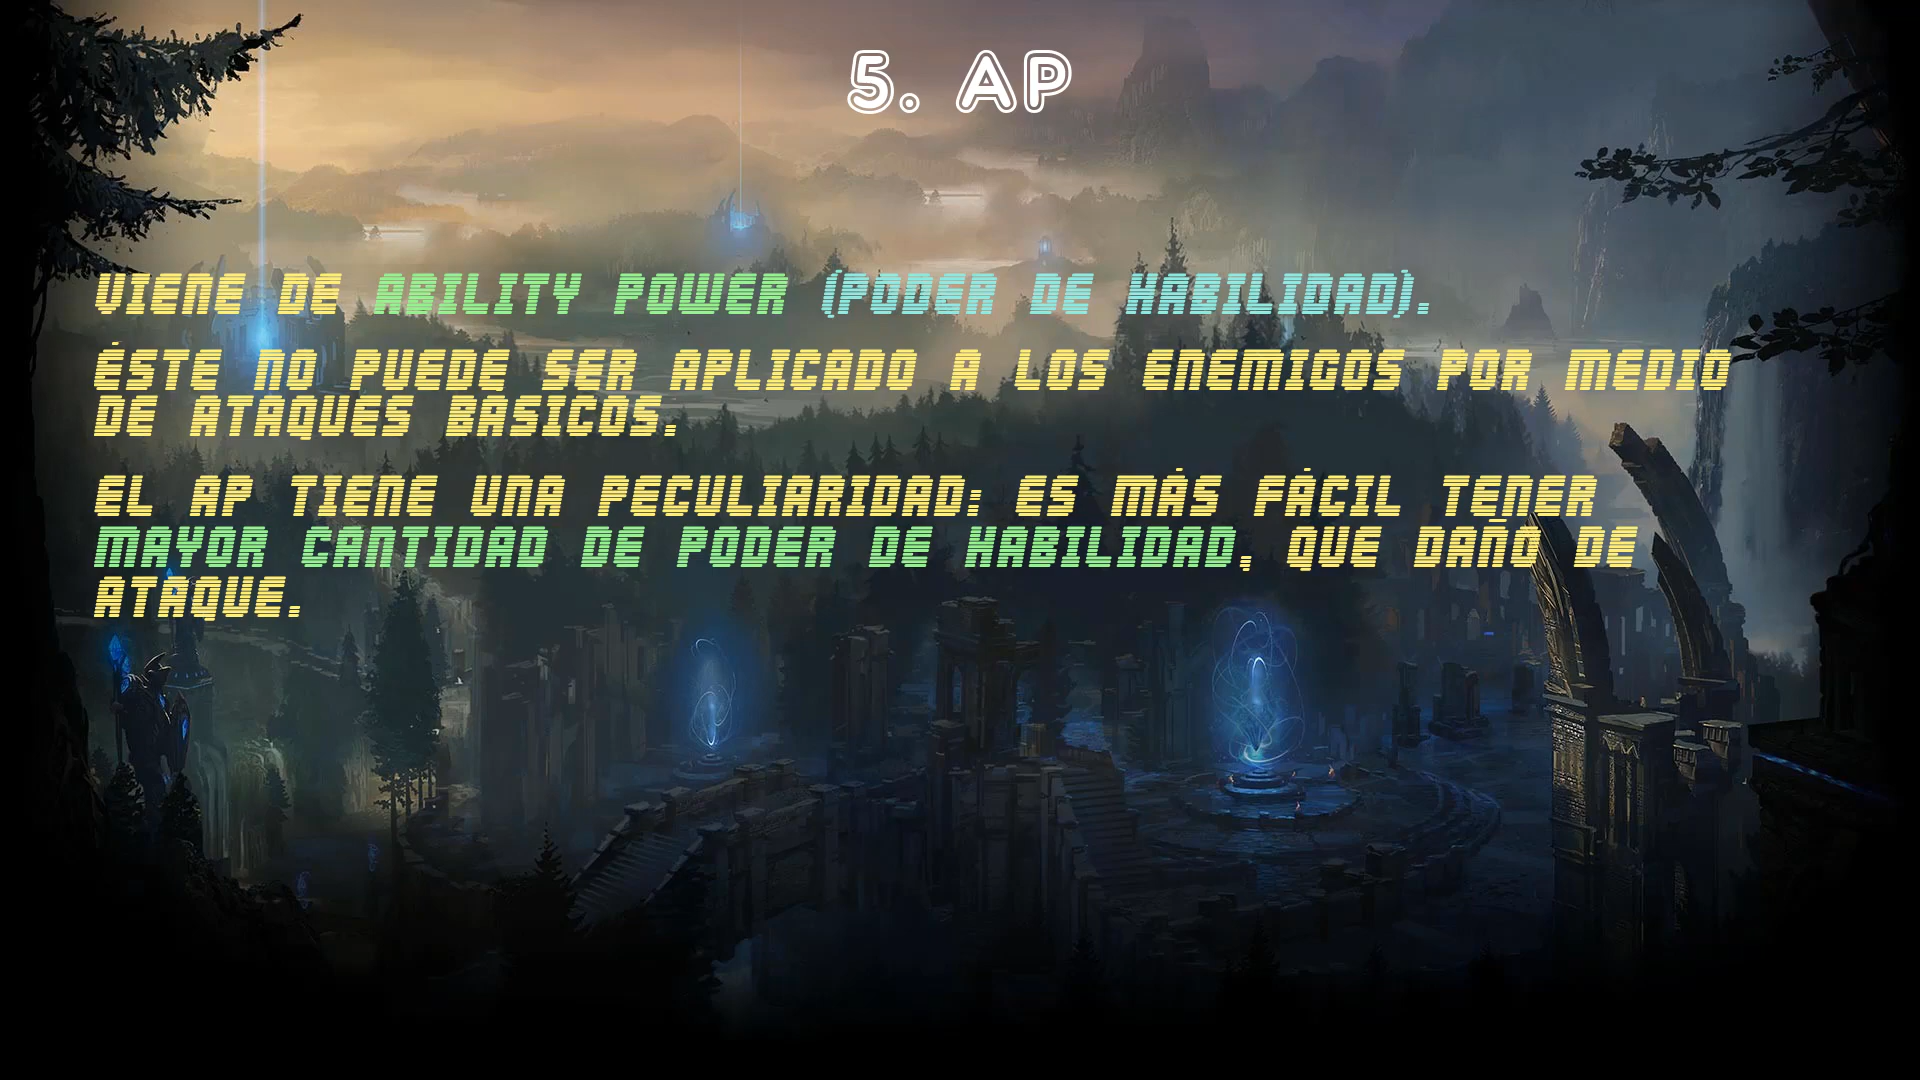 5. AP
VIENE DE ABILITY POWER (PODER DE HABILIDAD).
ÉSTE NO PUEDE SER APLICADO A LOS ENEMIGOS POR MEDIO
DE ATAQUES BASICOS.
EL AP TIENE UNA PECULIARIDAD: ES MÁS FÁCIL TENER
MAYOR CANTIDAD DE PODER DE HABILIDAD, QUE DAÑO DE
ATAQUE.